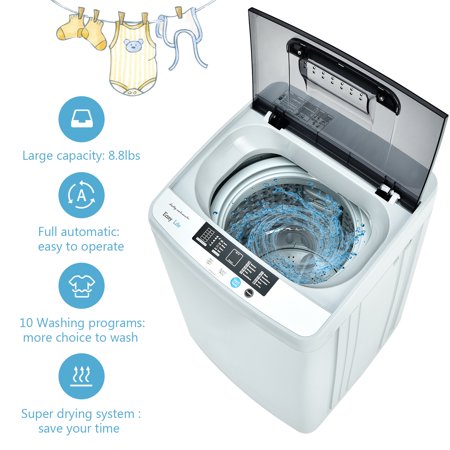 Large capacity: 8.8lbs
A
Full automatic:
easy to operate
10 Washing programs:
more choice to wash
Super drying system :
save your time
Easy